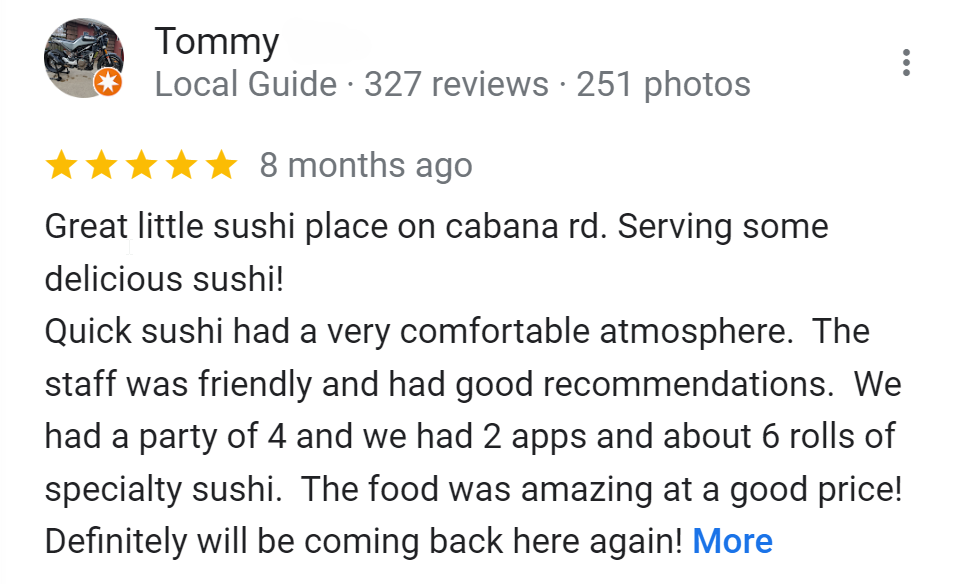 Tommy
Local Guide · 327 reviews · 251 photos
8 months ago
Great little sushi place on cabana rd. Serving some
delicious sushi!
Quick sushi had a very comfortable atmosphere.  The
staff was friendly and had good recommendations.  We
had a party of 4 and we had 2 apps and about 6 rolls of
specialty sushi.  The food was amazing at a good price!
Definitely will be coming back here again! More